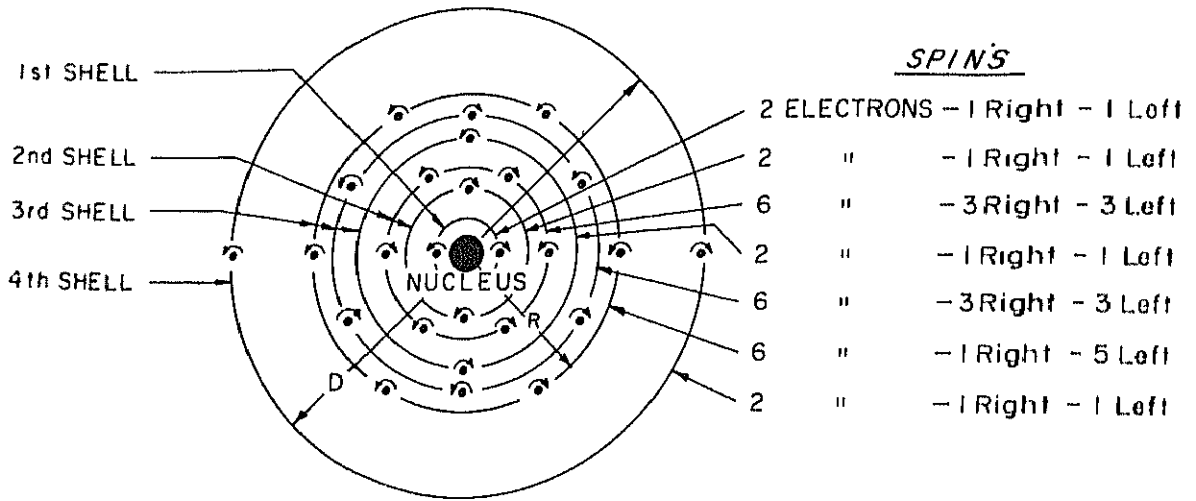 SPIN'S
1st SHELL
2nd SHELL
3rd SHELL
4th SHELL
NUCLEUS
R
D
2 ELECTRONS - 1 Right - 1 Left
2 " - 1 Right - 1 Left
6 " - 3 Right - 3 Left
2 " - 1 Right - 1 Left
6 " - 3 Right - 3 Left
6 " - 1 Right - 5 Left
2 " - 1 Right - 1 Left